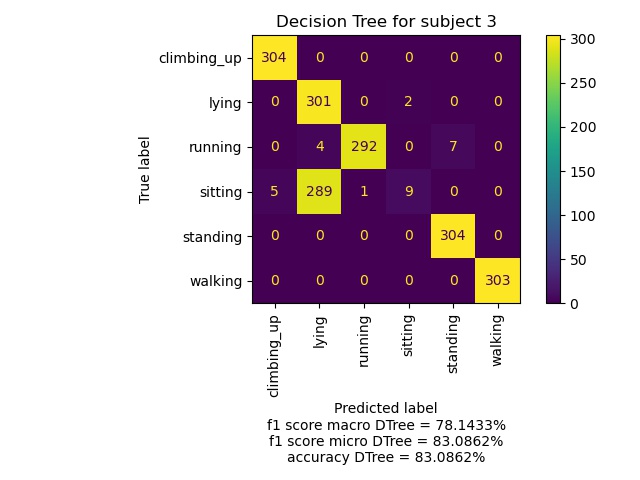 Decision Tree for subject 3
climbing_up 304 0 0 0 0 0
lying 0 301 0 2 0 0
running 0 4 292 0 7 0
sitting 5 289 1 9 0 0
standing 0 0 0 0 304 0
walking 0 0 0 0 0 303
True label
climbing_up
lying
running
sitting
standing
walking
Predicted label
f1 score macro DTree = 78.1433%
f1 score micro DTree = 83.0862%
accuracy DTree = 83.0862%
300
250
200
150
100
50
0